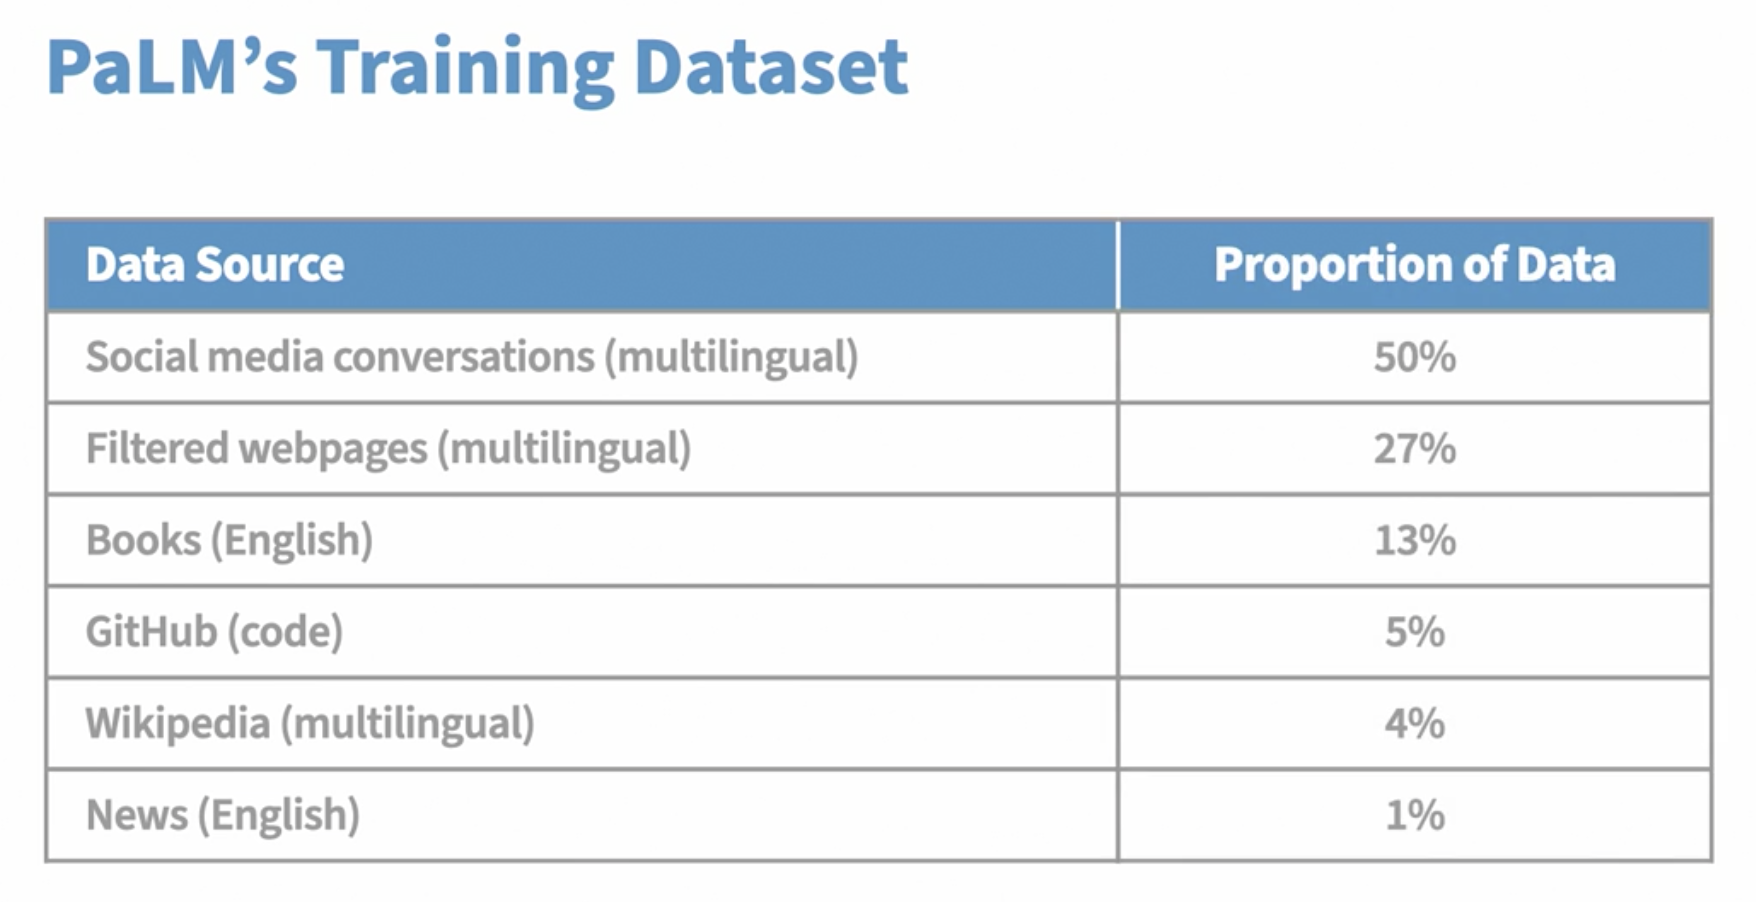 PaLM’s Training Dataset
Data Source Proportion of Data
Social media conversations (multilingual) 50%
Filtered webpages (multilingual) 27%
Books (English) 13%
GitHub (code) 5%
Wikipedia (multilingual) 4%
News (English) 1%